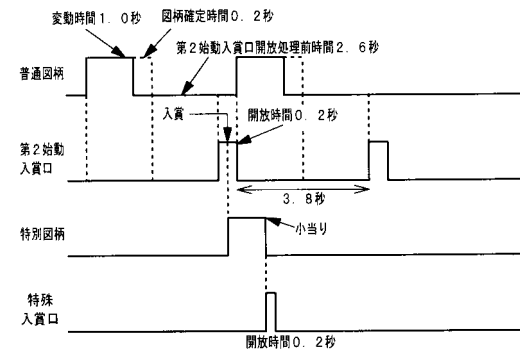 変動時間1．0秒
図柄確定時間0．2秒
第2始動入賞口開放処理前時間2．6秒
普通図柄
入賞
開放時間0．2秒
第2始動
入賞口
3．8秒
特別図柄
小当り
特殊
入賞口
開放時間0．2秒